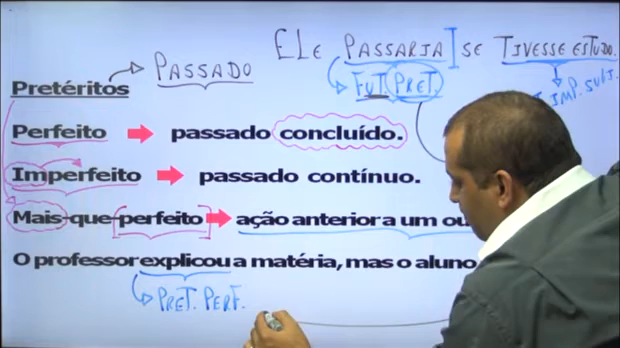 ELE PASSARIA SE TIVESSE ESTUDO.
PASSADO
FUT. PRET.
IMP. SUBJ.
Pretéritos
Perfeito passado concluído.
Imperfeito passado contínuo.
Mais-que-perfeito ação anterior a um
O professor explicou a matéria, mas o aluno
PRET. PERF.